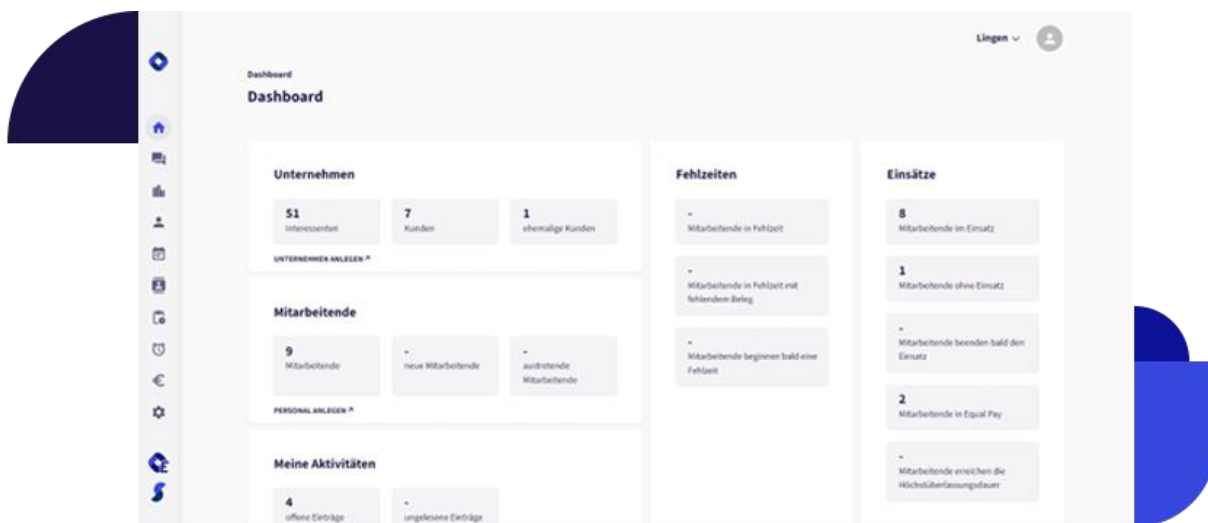 Lingen
Dashboard
Dashboard
Unternehmen
51
Interessenten
7
Kunden
1
ehemalige Kunden
UNTERNEHMEN ANLEGEN
Mitarbeitende
9
Mitarbeitende
-
neue Mitarbeitende
-
austretende
Mitarbeitende
PERSONAL ANLEGEN
Meine Aktivitäten
4
offene Einträge
-
ungelesene Einträge
Fehlzeiten
-
Mitarbeitende in Fehlzeit
-
Mitarbeitende in Fehlzeit mit
fehlendem Beleg
-
Mitarbeitende beginnen bald eine
Fehlzeit
Einsätze
8
Mitarbeitende im Einsatz
1
Mitarbeitende ohne Einsatz
-
Mitarbeitende beenden bald den
Einsatz
2
Mitarbeitende in Equal Pay
-
Mitarbeitende erreichen die
Höchstüberlassungsdauer